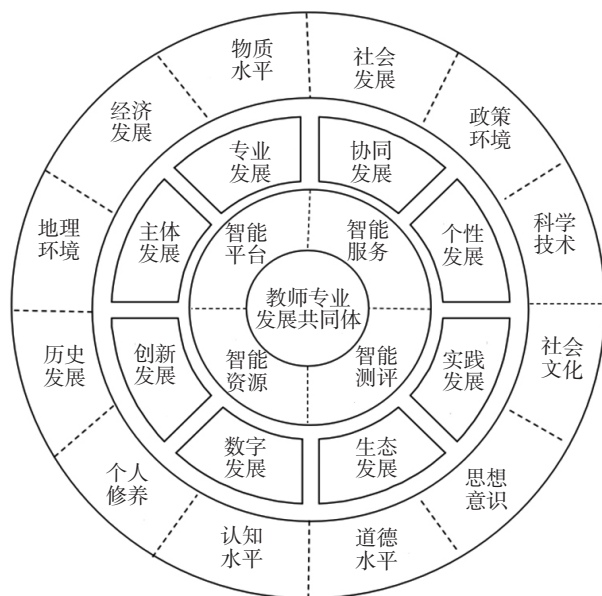 物质
水平
社会
发展
政策
环境
科学
技术
社会
文化
思想
意识
道德
水平
认知
水平
个人
修养
历史
发展
地理
环境
经济
发展
专业
发展
协同
发展
个性
发展
实践
发展
生态
发展
数字
发展
创新
发展
主体
发展
智能
平台
智能
服务
智能
测评
智能
资源
教师专业
发展共同体